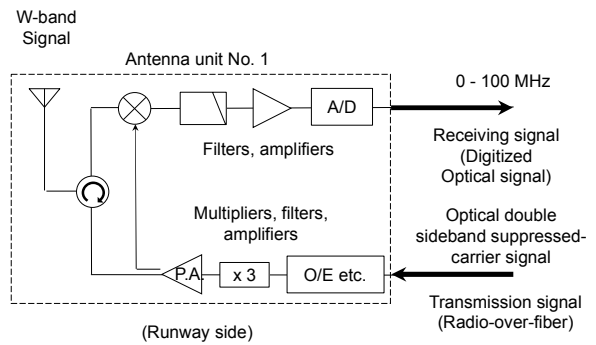 W-band
Signal
Antenna unit No. 1
A/D
0 - 100 MHz
Filters, amplifiers
Receiving signal
(Digitized
Optical signal)
Multipliers, filters,
amplifiers
Optical double
sideband suppressed-
carrier signal
P.A.
x 3
O/E etc.
Transmission signal
(Radio-over-fiber)
(Runway side)